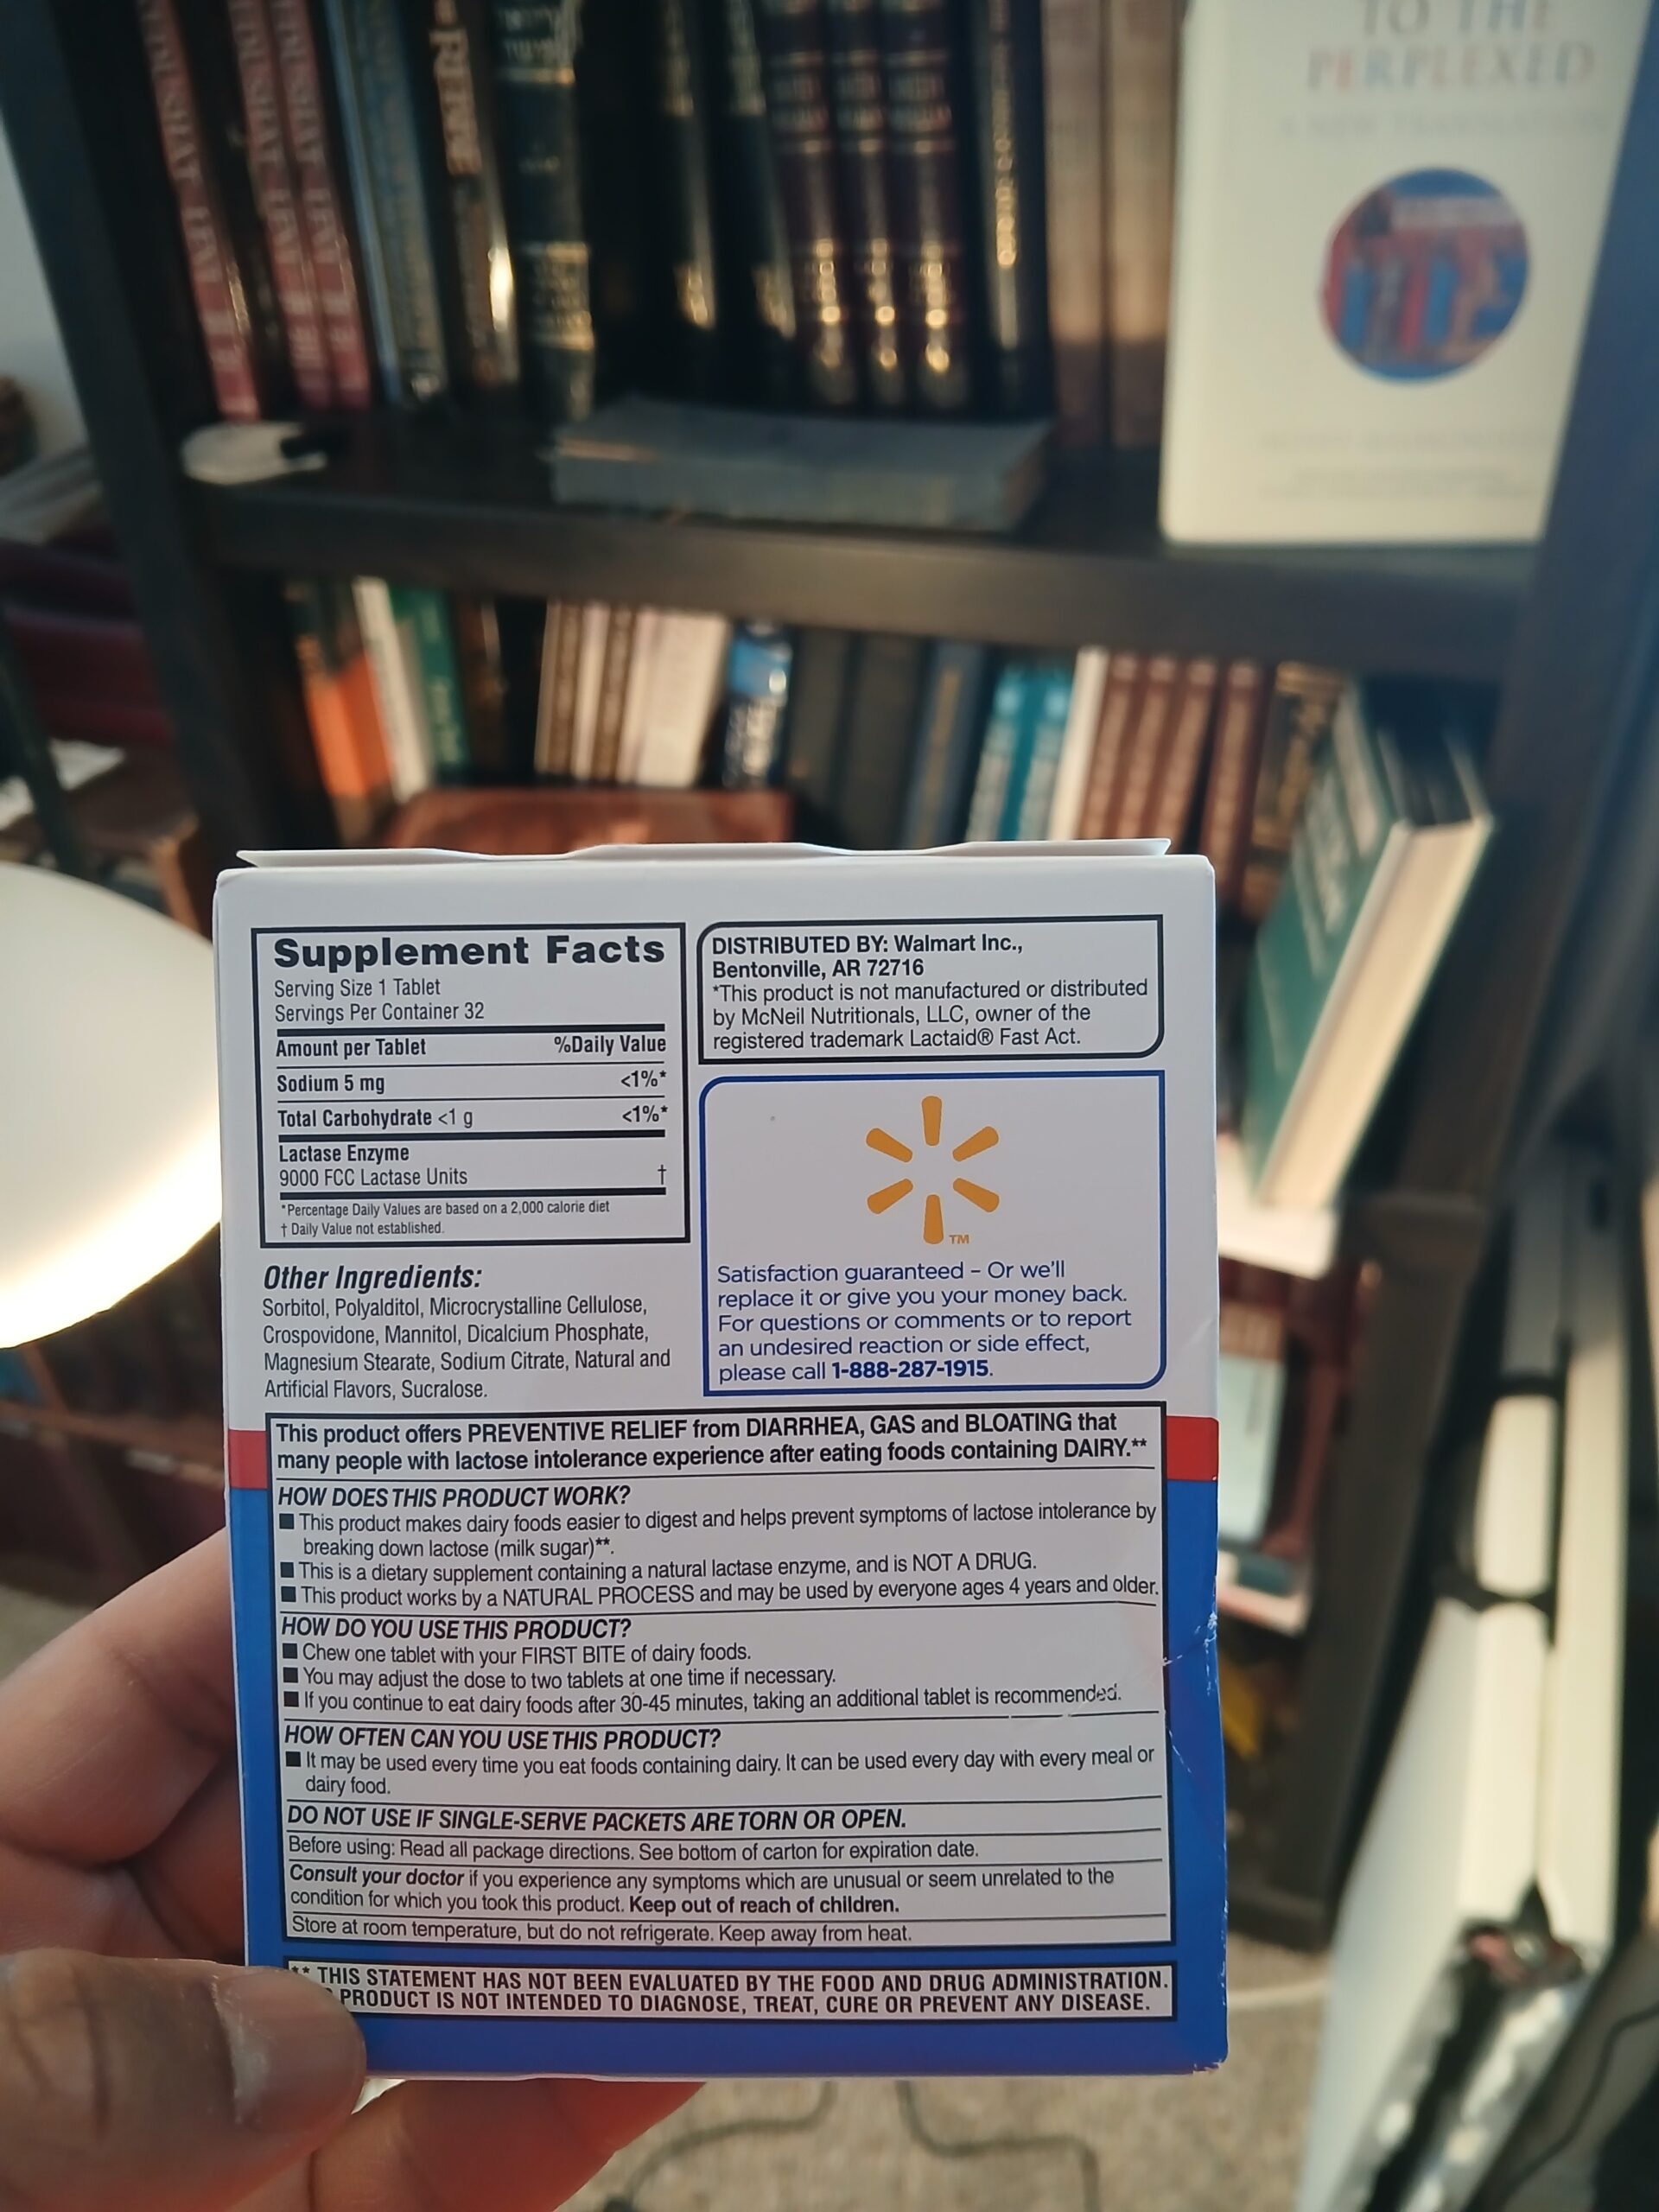 TO THE
PERPLEXED
A NEW TRANSLATION
Supplement Facts
Serving Size 1 Tablet
Servings Per Container 32
Amount per Tablet %Daily Value
Sodium 5 mg <1%*
Total Carbohydrate <1 g <1%*
Lactase Enzyme
9000 FCC Lactase Units †
*Percentage Daily Values are based on a 2,000 calorie diet
† Daily Value not established.
Other Ingredients:
Sorbitol, Polyalditol, Microcrystalline Cellulose,
Crospovidone, Mannitol, Dicalcium Phosphate,
Magnesium Stearate, Sodium Citrate, Natural and
Artificial Flavors, Sucralose.
DISTRIBUTED BY: Walmart Inc.,
Bentonville, AR 72716
*This product is not manufactured or distributed
by McNeil Nutritionals, LLC, owner of the
registered trademark Lactaid® Fast Act.
TM
Satisfaction guaranteed – Or we'll
replace it or give you your money back.
For questions or comments or to report
an undesired reaction or side effect,
please call 1-888-287-1915.
This product offers PREVENTIVE RELIEF from DIARRHEA, GAS and BLOATING that
many people with lactose intolerance experience after eating foods containing DAIRY.**
HOW DOES THIS PRODUCT WORK?
■ This product makes dairy foods easier to digest and helps prevent symptoms of lactose intolerance by
breaking down lactose (milk sugar)**.
■ This is a dietary supplement containing a natural lactase enzyme, and is NOT A DRUG.
■ This product works by a NATURAL PROCESS and may be used by everyone ages 4 years and older.
HOW DO YOU USE THIS PRODUCT?
■ Chew one tablet with your FIRST BITE of dairy foods.
■ You may adjust the dose to two tablets at one time if necessary.
■ If you continue to eat dairy foods after 30-45 minutes, taking an additional tablet is recommended.
HOW OFTEN CAN YOU USE THIS PRODUCT?
■ It may be used every time you eat foods containing dairy. It can be used every day with every meal or
dairy food.
DO NOT USE IF SINGLE-SERVE PACKETS ARE TORN OR OPEN.
Before using: Read all package directions. See bottom of carton for expiration date.
Consult your doctor if you experience any symptoms which are unusual or seem unrelated to the
condition for which you took this product. Keep out of reach of children.
Store at room temperature, but do not refrigerate. Keep away from heat.
** THIS STATEMENT HAS NOT BEEN EVALUATED BY THE FOOD AND DRUG ADMINISTRATION.
PRODUCT IS NOT INTENDED TO DIAGNOSE, TREAT, CURE OR PREVENT ANY DISEASE.